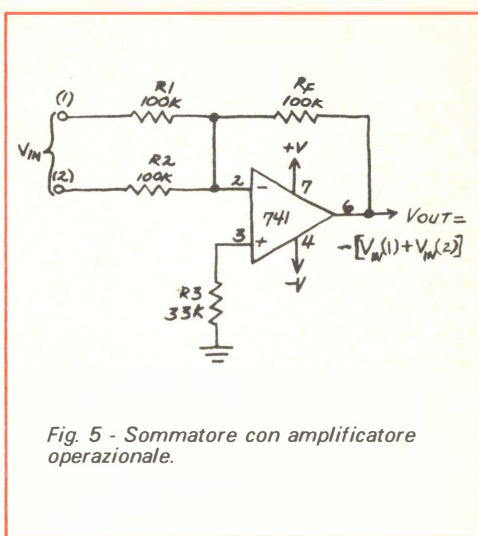 (1)
R1
100K
RF
100K
VIN
(2)
R2
100K
+V
2
-
7
741
6
VOUT=
-[VIN(1)+VIN(2)]
3
+
4
-V
R3
33K
Fig. 5 - Sommatore con amplificatore
operazionale.